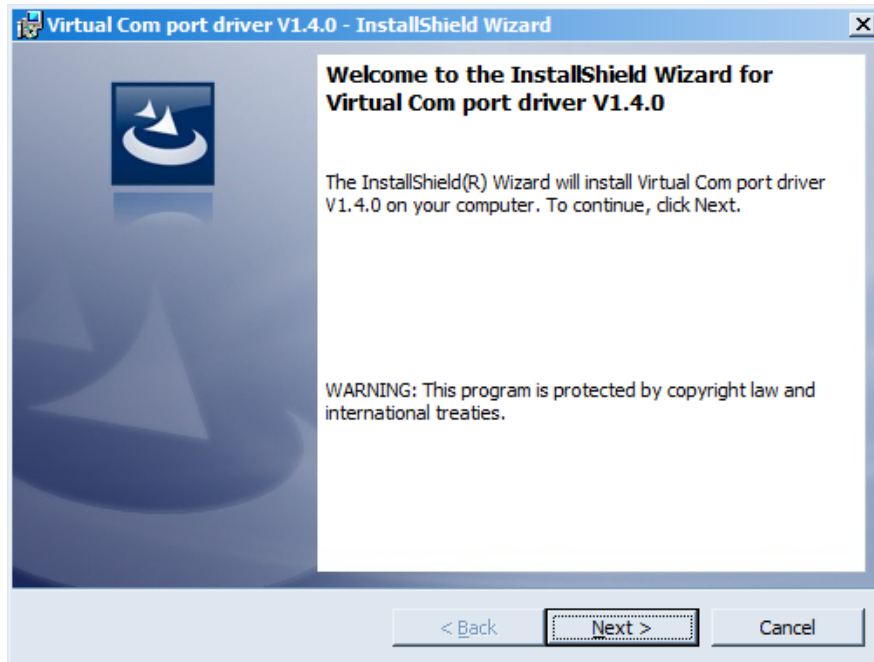 Virtual Com port driver V1.4.0 - InstallShield Wizard
Welcome to the InstallShield Wizard for
Virtual Com port driver V1.4.0
The InstallShield(R) Wizard will install Virtual Com port driver
V1.4.0 on your computer. To continue, click Next.
WARNING: This program is protected by copyright law and
international treaties.
< Back
Next >
Cancel